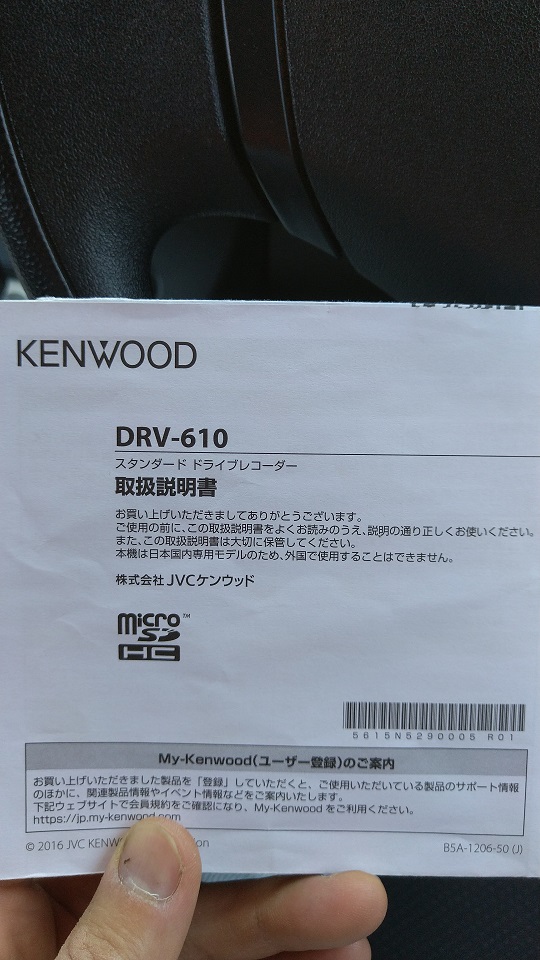 KENWOOD
DRV-610
スタンダード ドライブレコーダー
取扱説明書
お買い上げいただきましてありがとうございます。
ご使用の前に、この取扱説明書をよくお読みのうえ、説明の通り正しくお使いください。
また、この取扱説明書は大切に保管してください。
本機は日本国内専用モデルのため、外国で使用することはできません。
株式会社 JVCケンウッド
micro™
SD
HC
5615N5290005 R01
My-Kenwood(ユーザー登録)のご案内
お買い上げいただきました製品を「登録」していただくと、ご使用いただいている製品のサポート情報
のほかに、関連製品情報やイベント情報などをご案内いたします。
下記ウェブサイトで会員規約をご確認になり、My-Kenwood をご利用ください。
https://jp.my-kenwood.com
© 2016 JVC KENW
B5A-1206-50 (J)